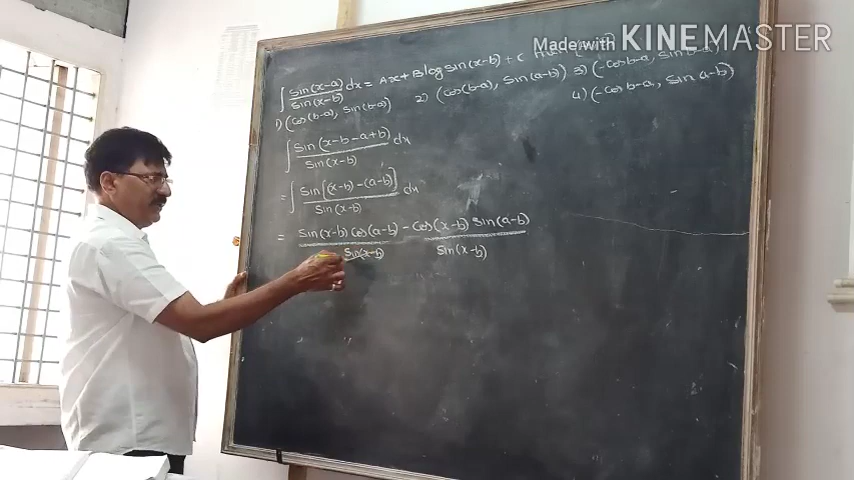 Made with KINEMASTER
∫ Sin(x-a)/Sin(x-b) dx = Ax + B log Sin(x-b) + C
1) (Cos(b-a), Sin(b-a)) 2) (Cos(b-a), Sin(a-b)) 3) (-Cos b-a, Sin b-a)
4) (-Cos b-a, Sin a-b)
∫ Sin(x-b-a+b)/Sin(x-b) dx
= ∫ Sin[(x-b)-(a-b)]/Sin(x-b) dx
= Sin(x-b) Cos(a-b)/Sin(x-b) - Cos(x-b) Sin(a-b)/Sin(x-b)